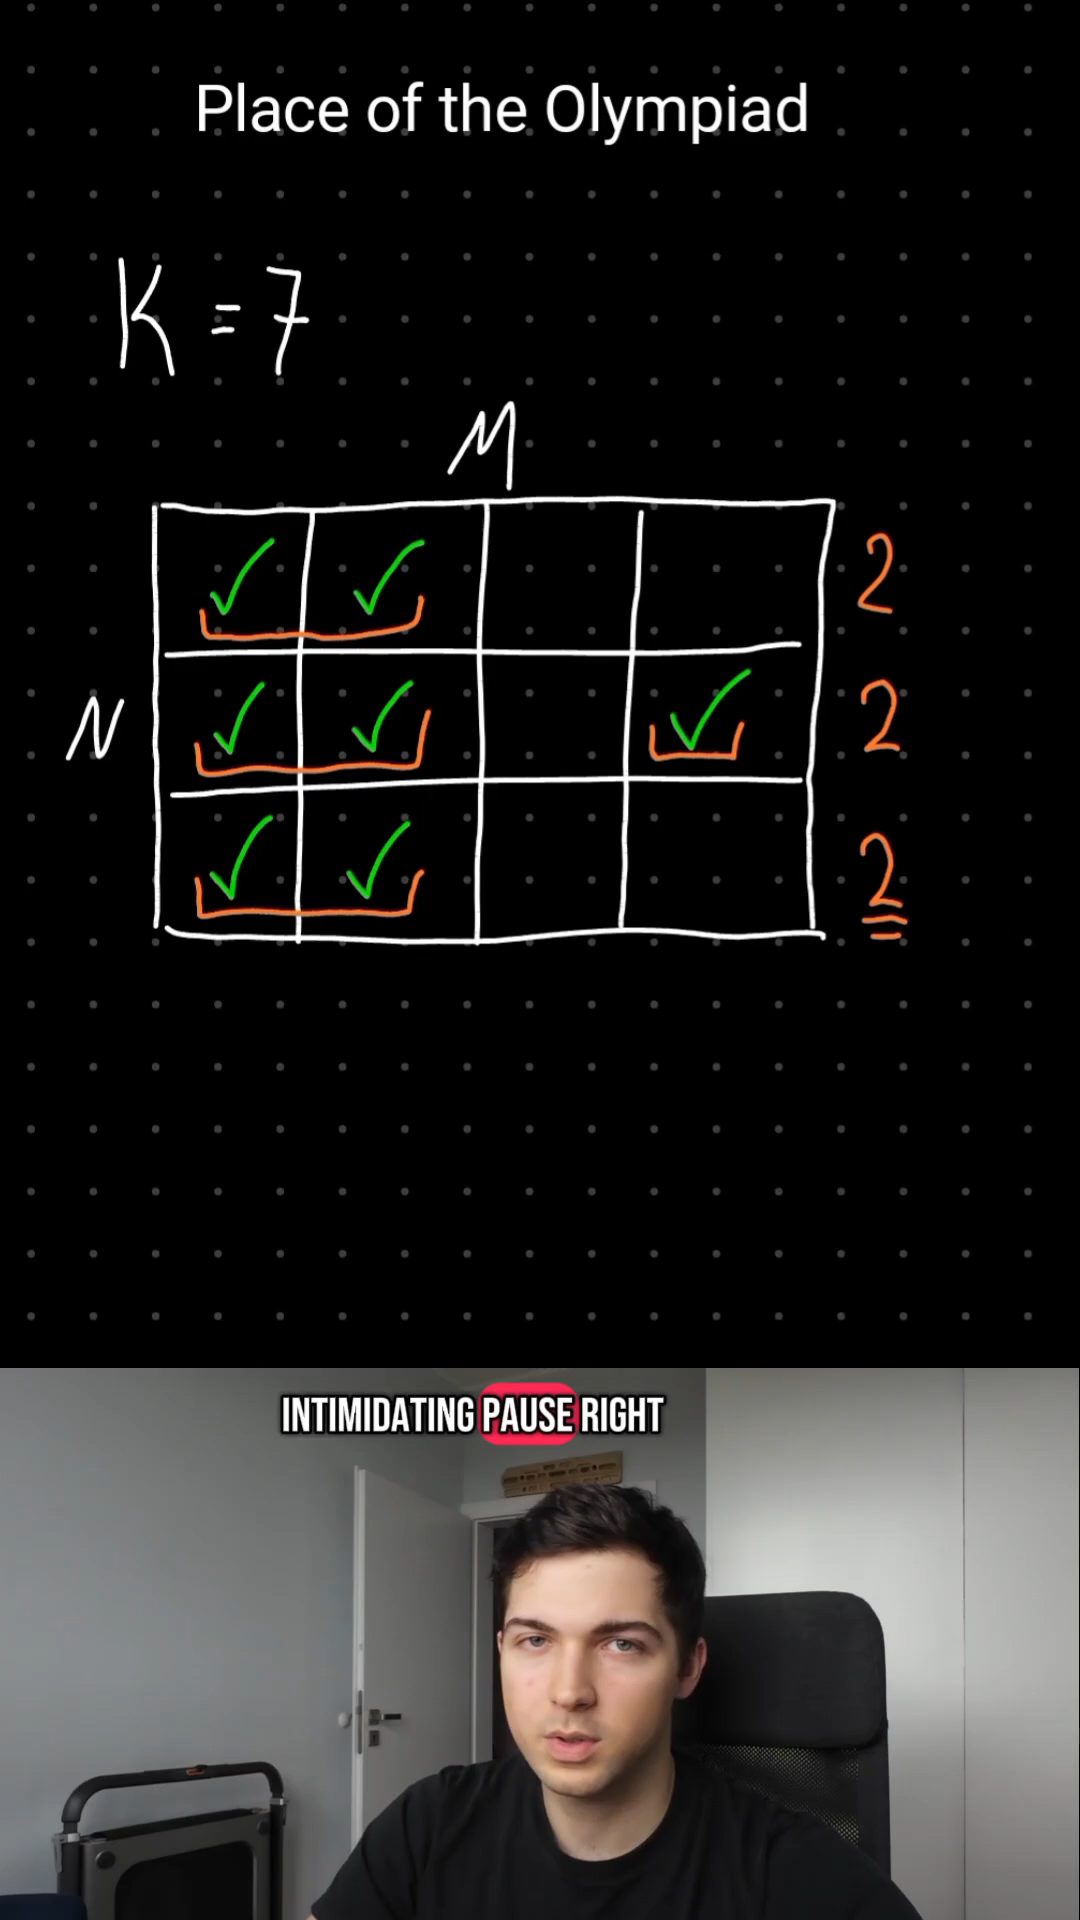 Place of the Olympiad
K = 7
M
2
N
2
2
INTIMIDATING PAUSE RIGHT